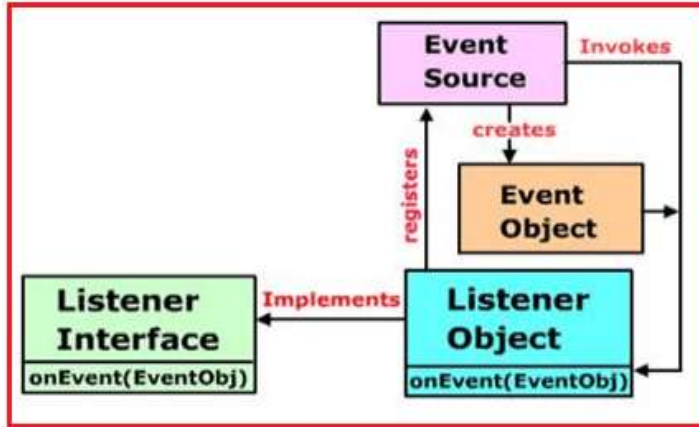 Event
Source
Invokes
creates
registers
Event
Object
Listener
Interface
onEvent(EventObj)
Implements
Listener
Object
onEvent(EventObj)